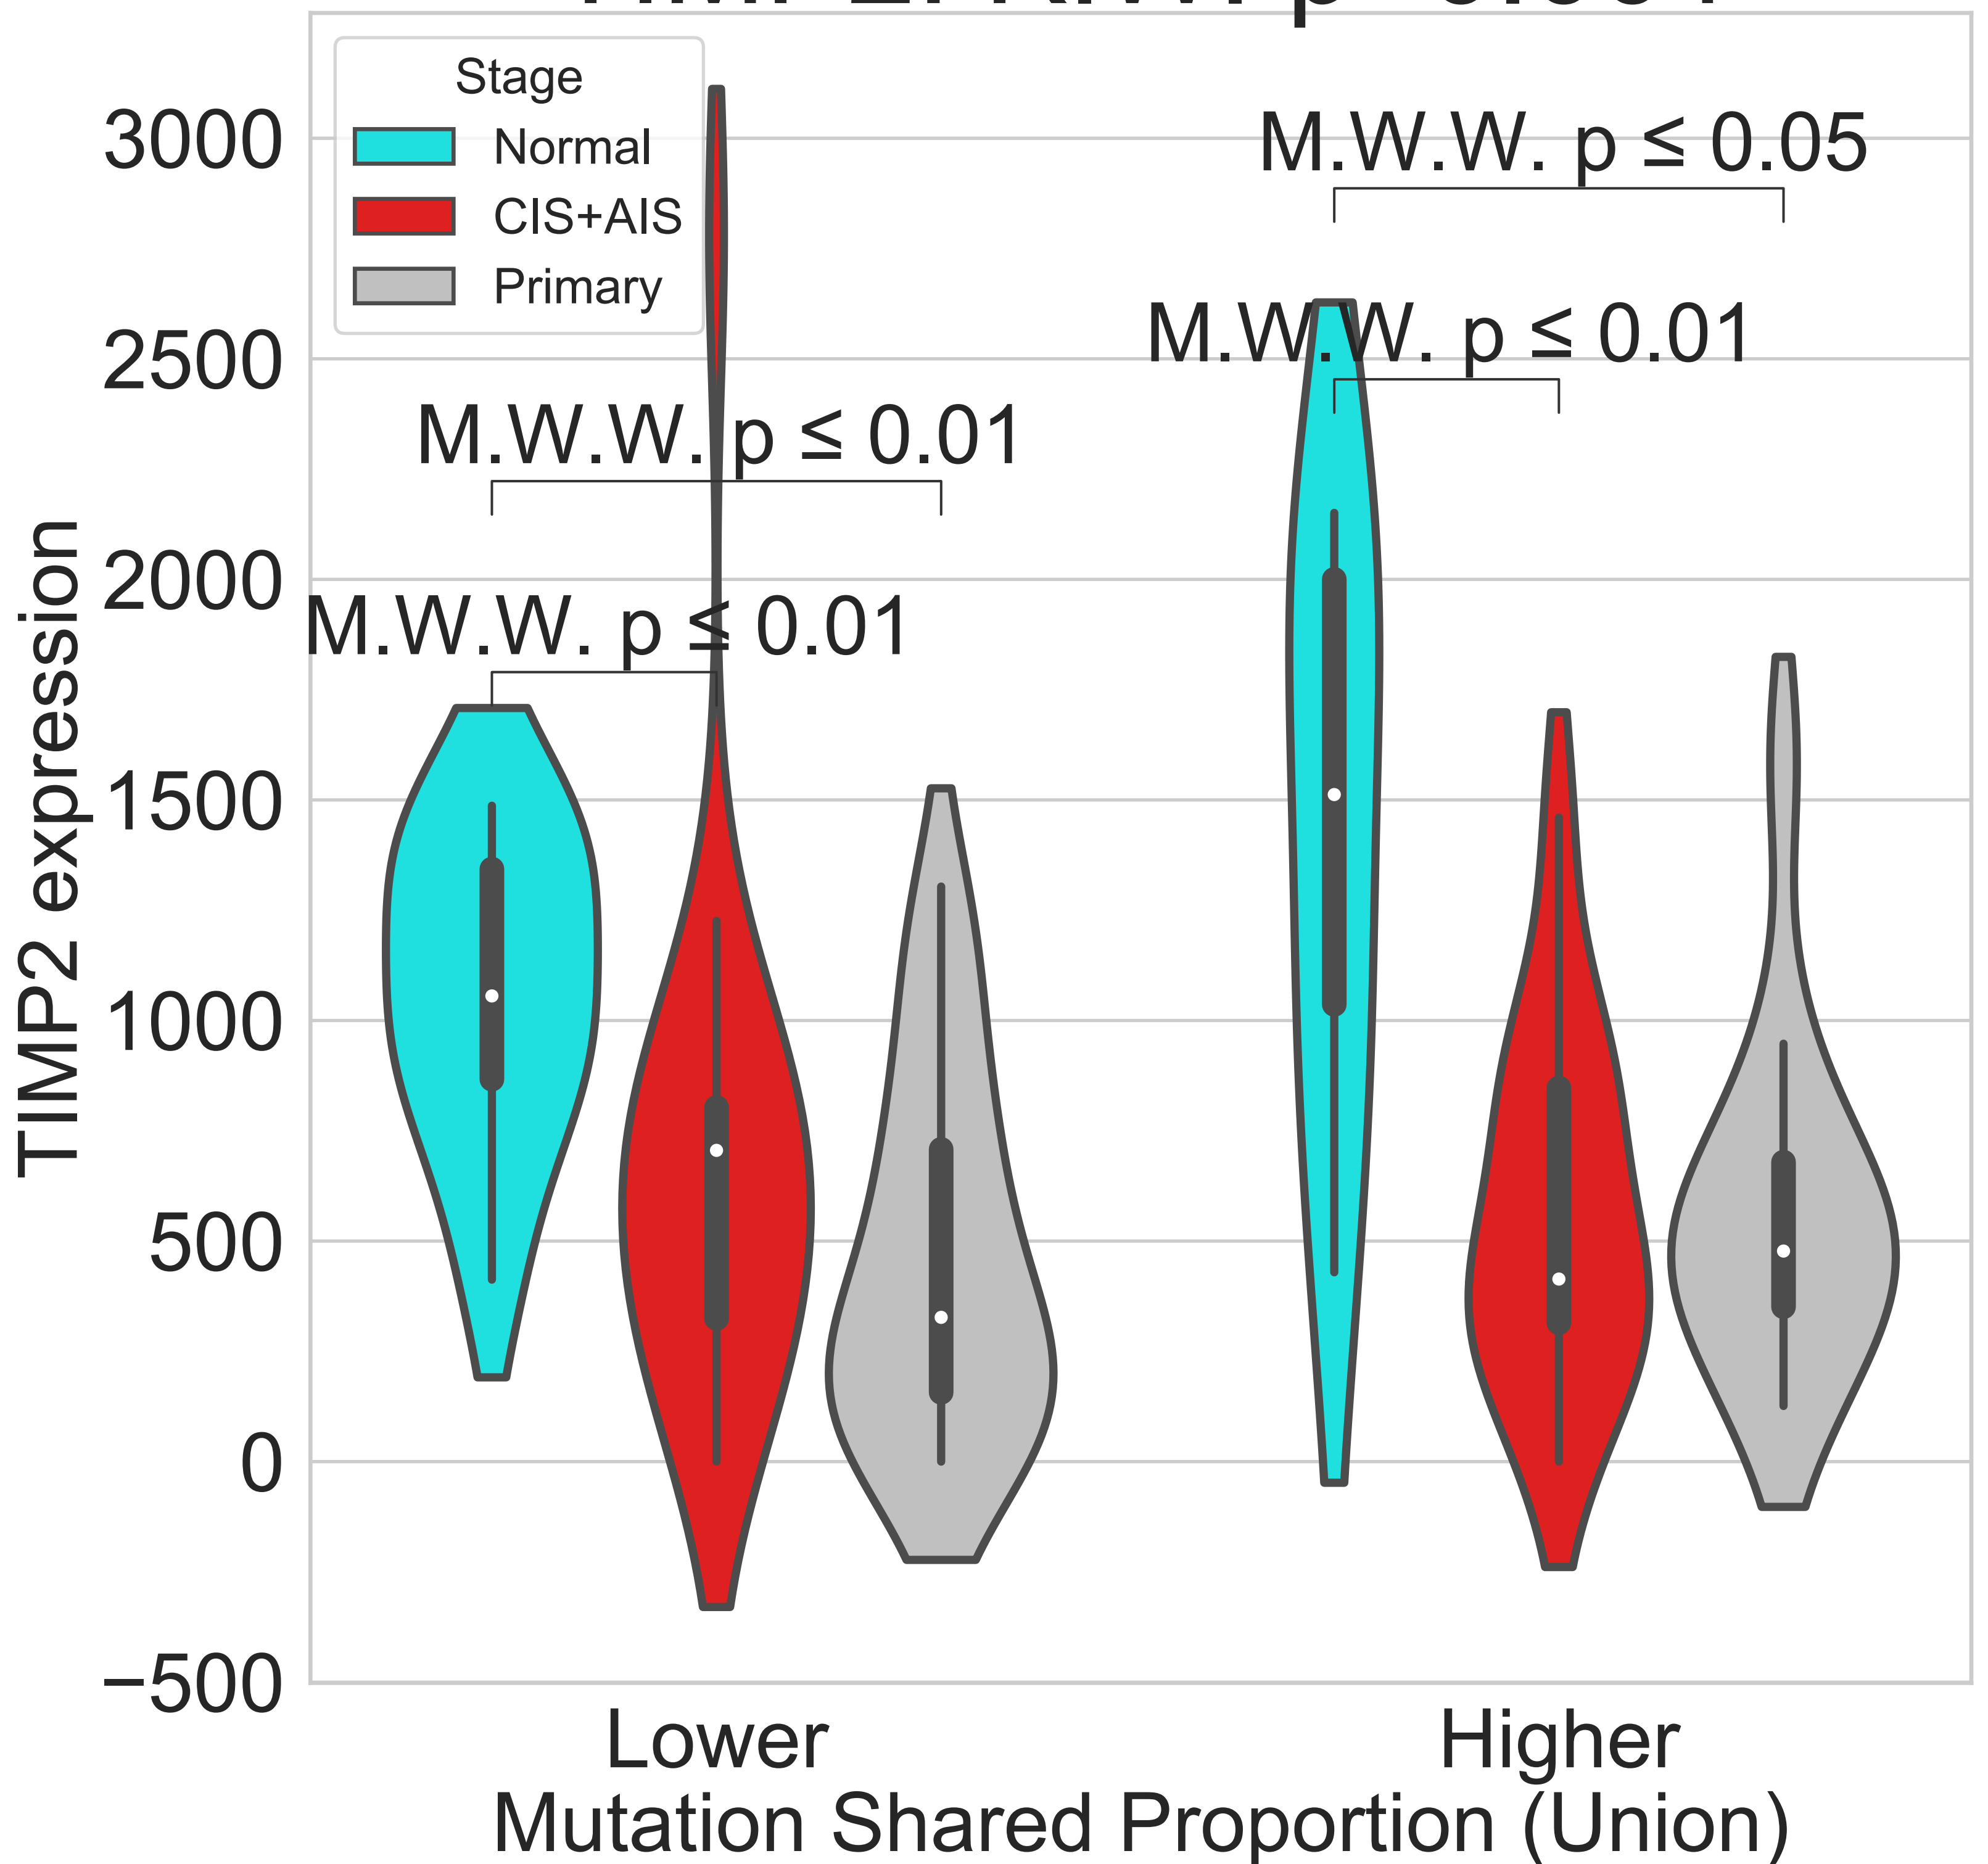 Stage
Normal
CIS+AIS
Primary
M.W.W. p ≤ 0.05
M.W.W. p ≤ 0.01
M.W.W. p ≤ 0.01
M.W.W. p ≤ 0.01
3000
2500
2000
1500
1000
500
0
−500
TIMP2 expression
Lower
Higher
Mutation Shared Proportion (Union)